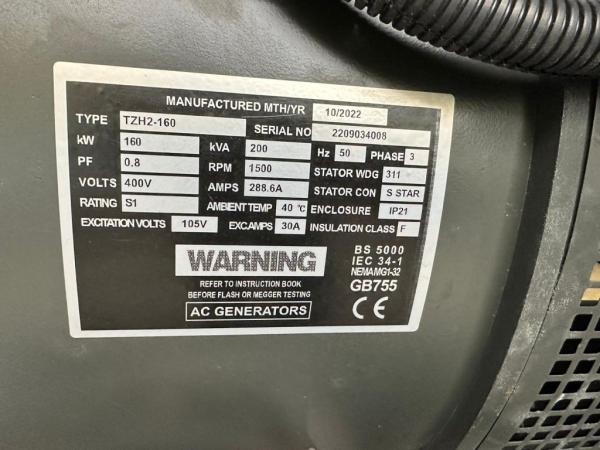 MANUFACTURED MTH/YR 10/2022
TYPE TZH2-160 SERIAL NO 2209034008
kW 160 kVA 200 Hz 50 PHASE 3
PF 0.8 RPM 1500 STATOR WDG 311
VOLTS 400V AMPS 288.6A STATOR CON S STAR
RATING S1 AMBIENT TEMP 40 ℃ ENCLOSURE IP21
EXCITATION VOLTS 105V EXC.AMPS 30A INSULATION CLASS F
WARNING
REFER TO INSTRUCTION BOOK
BEFORE FLASH OR MEGGER TESTING
AC GENERATORS
BS 5000
IEC 34-1
NEMA MG1-32
GB755
CE